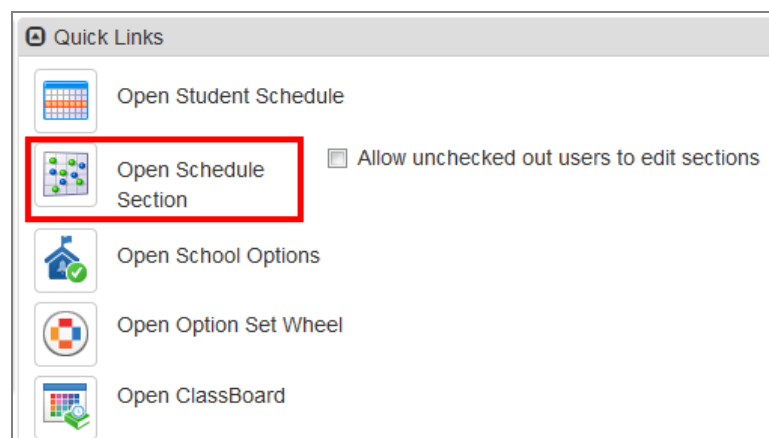 Quick Links
Open Student Schedule
Open Schedule
Section
Allow unchecked out users to edit sections
Open School Options
Open Option Set Wheel
Open ClassBoard